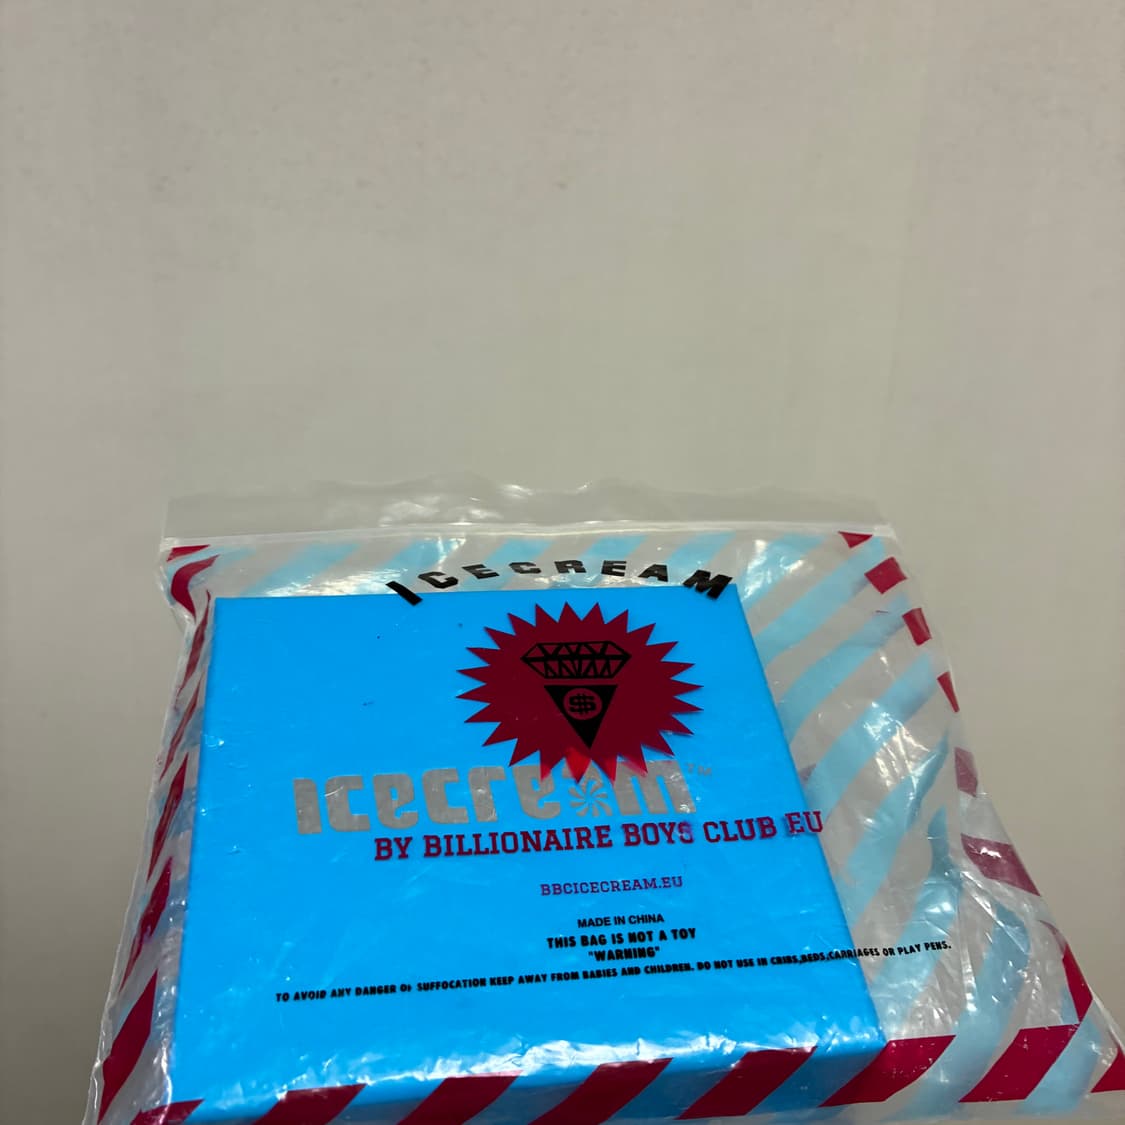 ICECREAM
$
icecream™
BY BILLIONAIRE BOYS CLUB EU
BBCICECREAM.EU
MADE IN CHINA
THIS BAG IS NOT A TOY
"WARNING"
TO AVOID ANY DANGER OF SUFFOCATION KEEP AWAY FROM BABIES AND CHILDREN. DO NOT USE IN CRIBS,BEDS,CARRIAGES OR PLAY PENS.